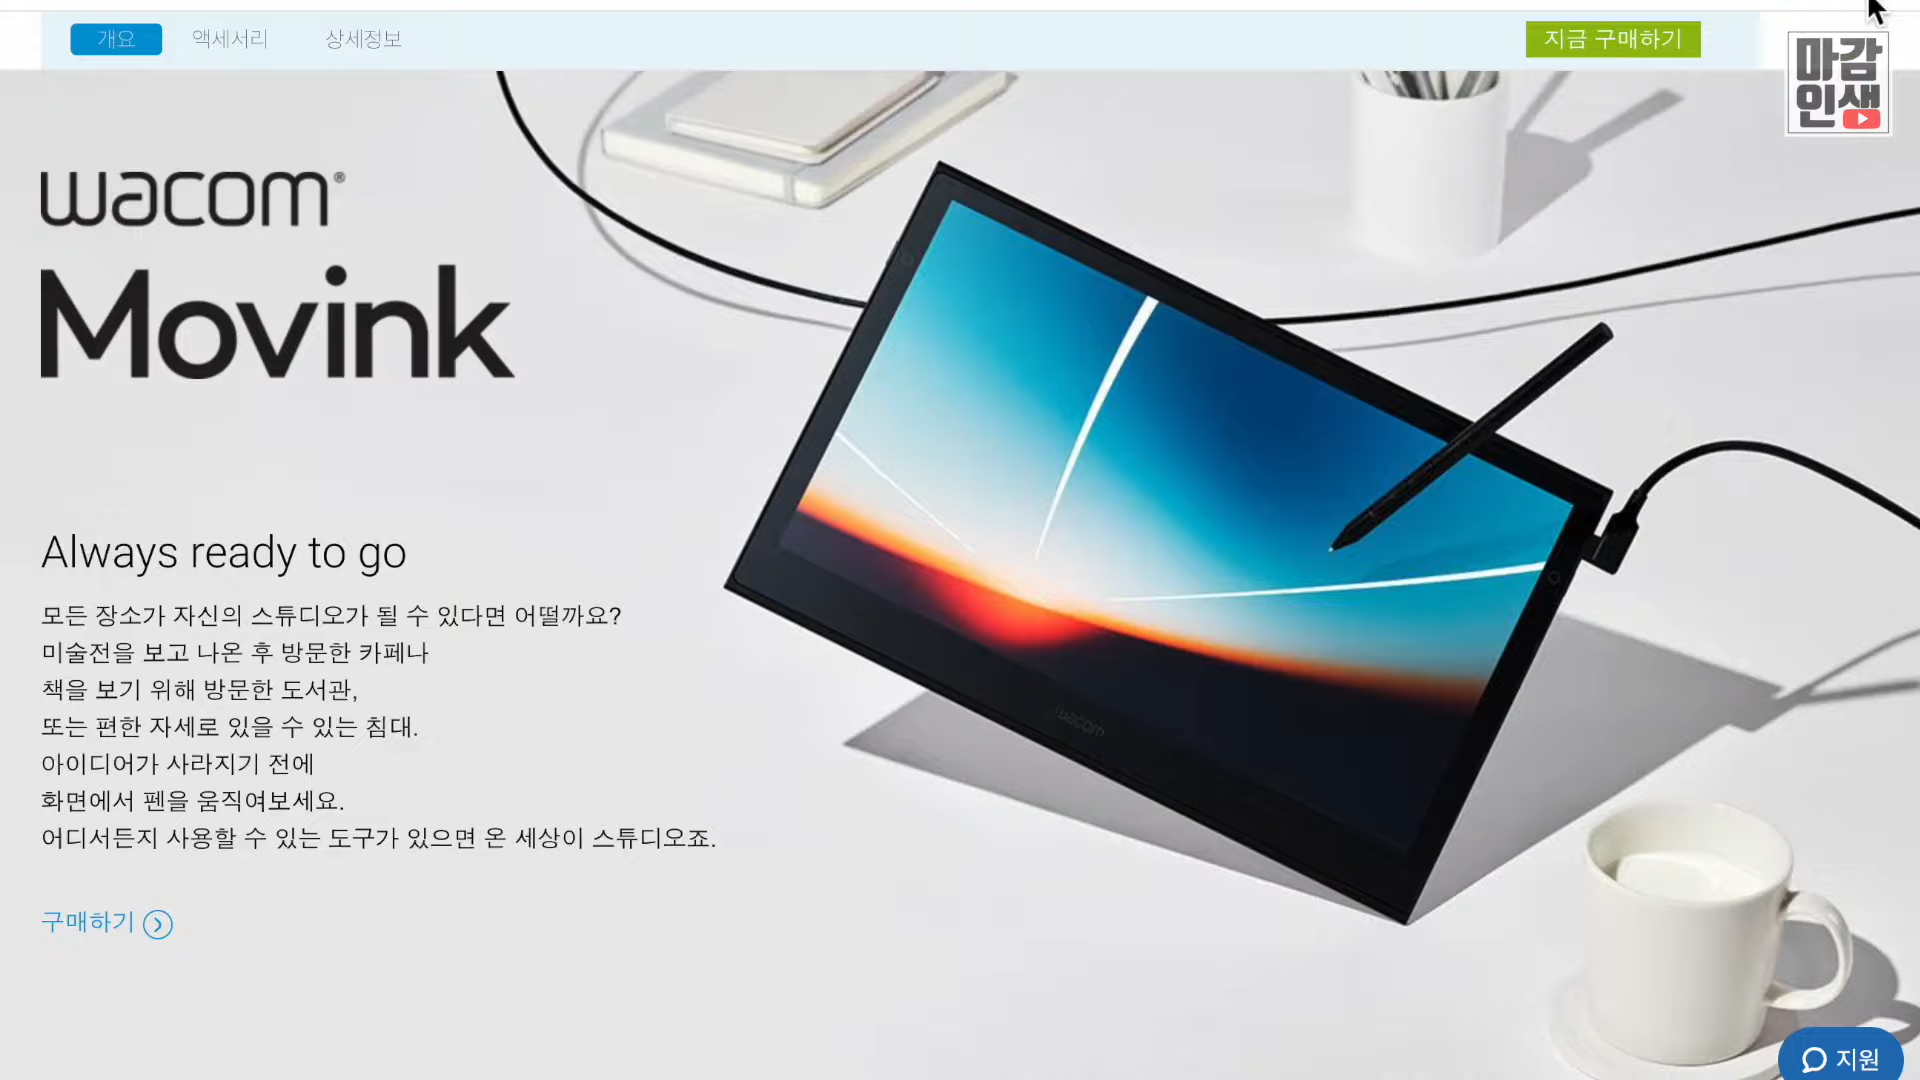 개요
액세서리
상세정보
지금 구매하기
마감
인생
wacom®
Movink
Always ready to go
모든 장소가 자신의 스튜디오가 될 수 있다면 어떨까요?
미술전을 보고 나온 후 방문한 카페나
책을 보기 위해 방문한 도서관,
또는 편한 자세로 있을 수 있는 침대.
아이디어가 사라지기 전에
화면에서 펜을 움직여보세요.
어디서든지 사용할 수 있는 도구가 있으면 온 세상이 스튜디오죠.
구매하기
wacom
지원